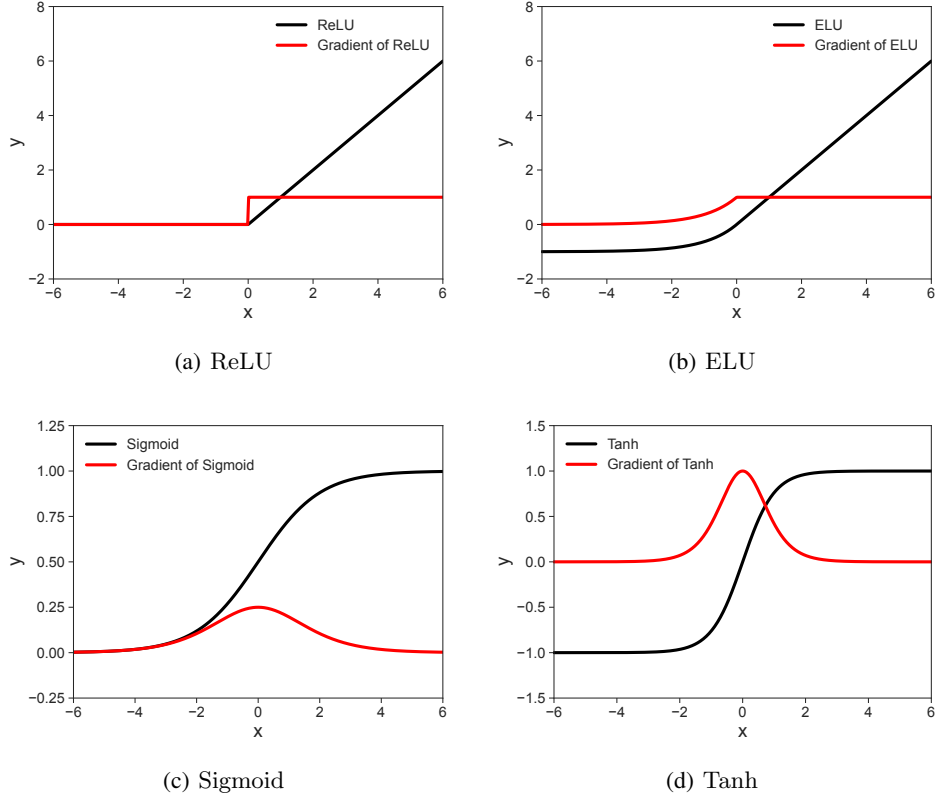 ReLU
Gradient of ReLU
8
6
4
2
0
−2
y
−6 −4 −2 0 2 4 6
x
(a) ReLU
ELU
Gradient of ELU
8
6
4
2
0
−2
y
−6 −4 −2 0 2 4 6
x
(b) ELU
Sigmoid
Gradient of Sigmoid
1.25
1.00
0.75
0.50
0.25
0.00
−0.25
y
−6 −4 −2 0 2 4 6
x
(c) Sigmoid
Tanh
Gradient of Tanh
1.5
1.0
0.5
0.0
−0.5
−1.0
−1.5
y
−6 −4 −2 0 2 4 6
x
(d) Tanh